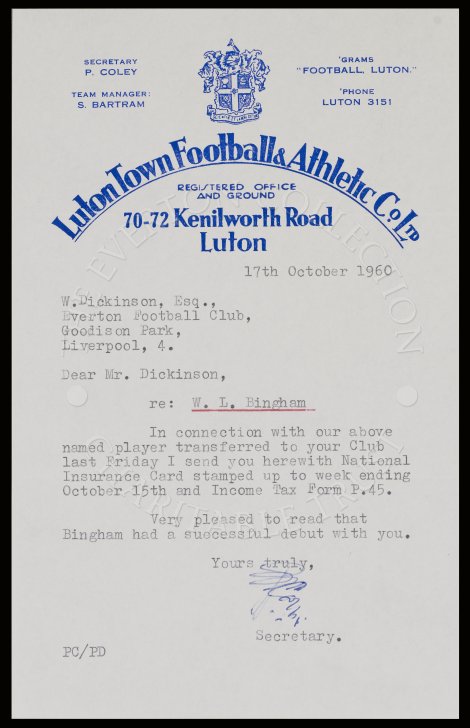 SECRETARY
P. COLEY
TEAM MANAGER:
S. BARTRAM
'GRAMS
"FOOTBALL, LUTON."
'PHONE
LUTON 3151
Luton Town Football & Athletic Co. LTD
REGISTERED OFFICE
AND GROUND
70-72 Kenilworth Road
Luton
17th October 1960
W.Dickinson, Esq.,
Everton Football Club,
Goodison Park,
Liverpool, 4.
Dear Mr. Dickinson,
re: W. L. Bingham
In connection with our above
named player transferred to your Club
last Friday I send you herewith National
Insurance Card stamped up to week ending
October 15th and Income Tax Form P.45.
Very pleased to read that
Bingham had a successful debut with you.
Yours truly,
Secretary.
PC/PD
EVERTON COLLECTION
CHARITABLE TRUST